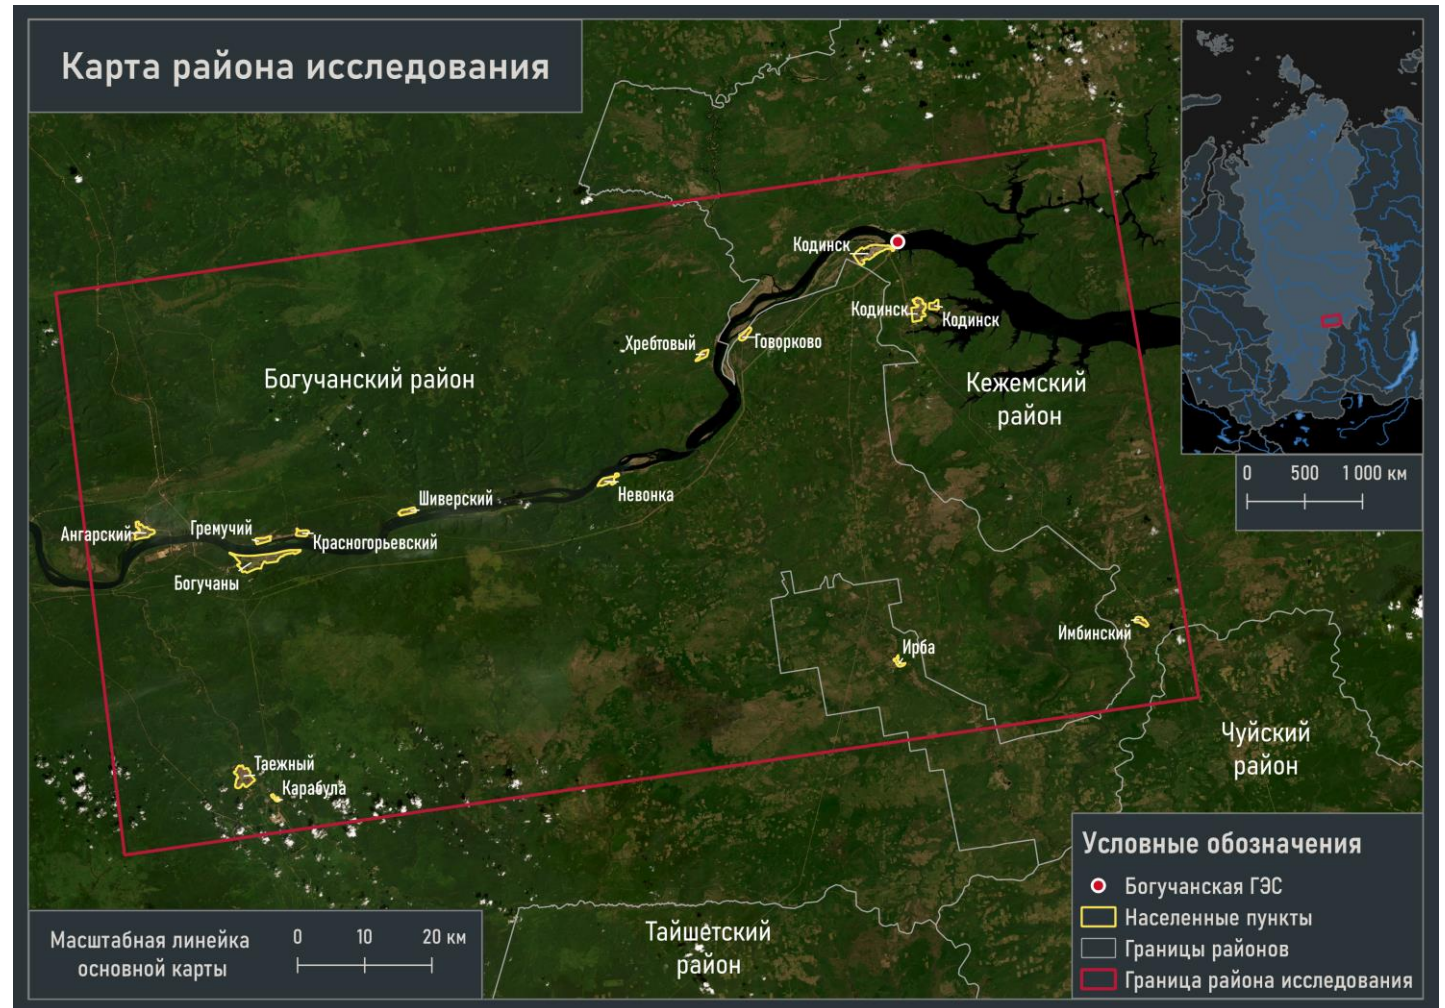 Карта района исследования
Кодинск
Кодинск
Кодинск
Хребтовый
Говорково
Богучанский район
Кежемский
район
0 500 1 000 км
Шиверский
Невонка
Ангарский
Гремучий
Красногорьевский
Богучаны
Имбинский
Ирба
Чуйский
район
Таежный
Карабула
Условные обозначения
Богучанская ГЭС
Населенные пункты
Границы районов
Граница района исследования
Масштабная линейка
основной карты
0 10 20 км
Тайшетский
район